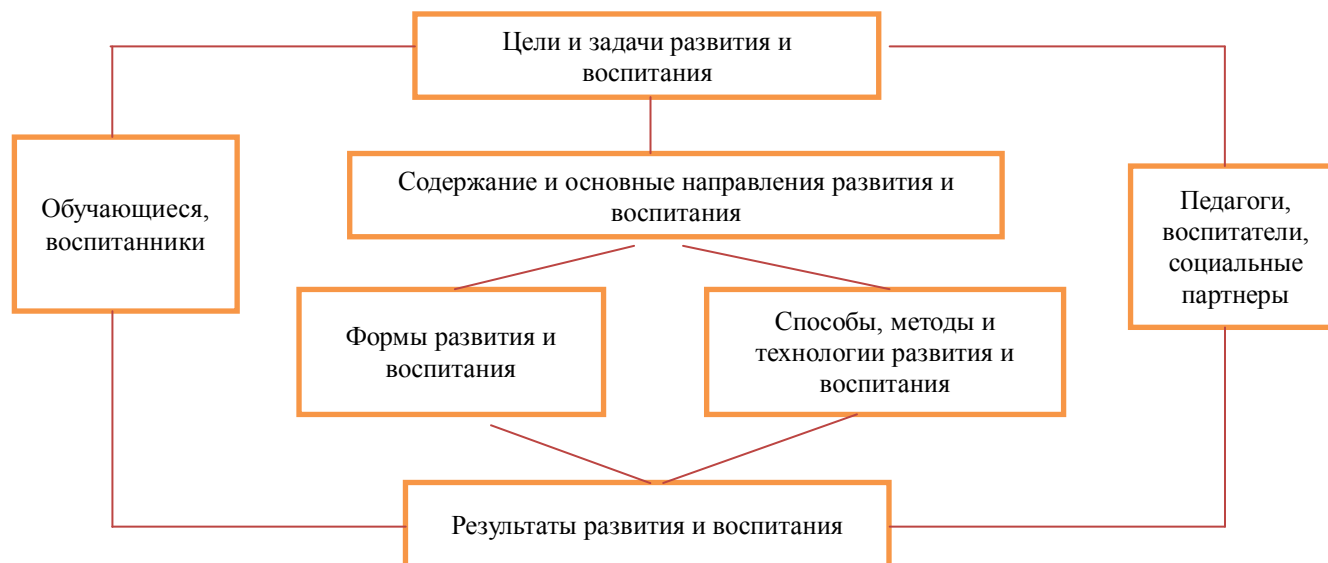 Цели и задачи развития и
воспитания
Содержание и основные направления развития и
воспитания
Обучающиеся,
воспитанники
Педагоги,
воспитатели,
социальные
партнеры
Формы развития и
воспитания
Способы, методы и
технологии развития и
воспитания
Результаты развития и воспитания